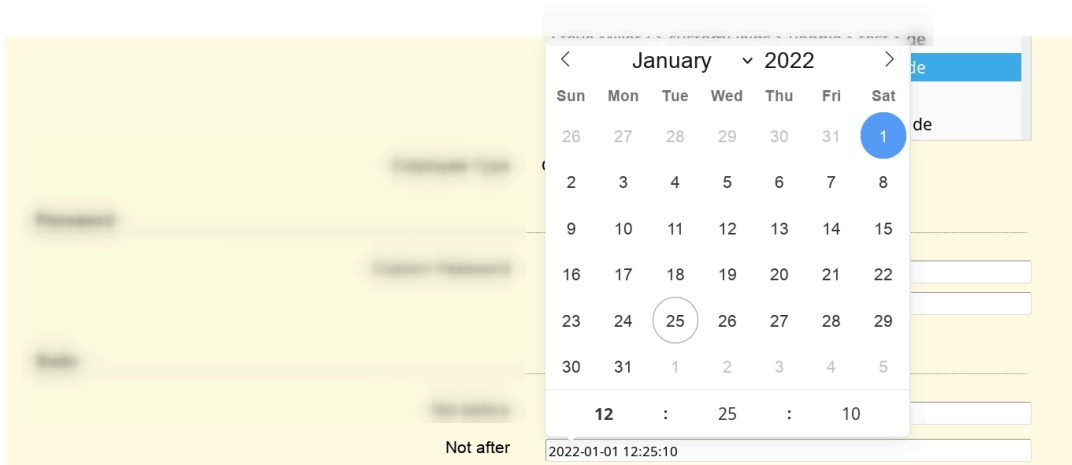 ge
January 2022
de
Sun Mon Tue Wed Thu Fri Sat
26 27 28 29 30 31 1
de
2 3 4 5 6 7 8
9 10 11 12 13 14 15
16 17 18 19 20 21 22
23 24 25 26 27 28 29
30 31 1 2 3 4 5
12 : 25 : 10
Not after 2022-01-01 12:25:10